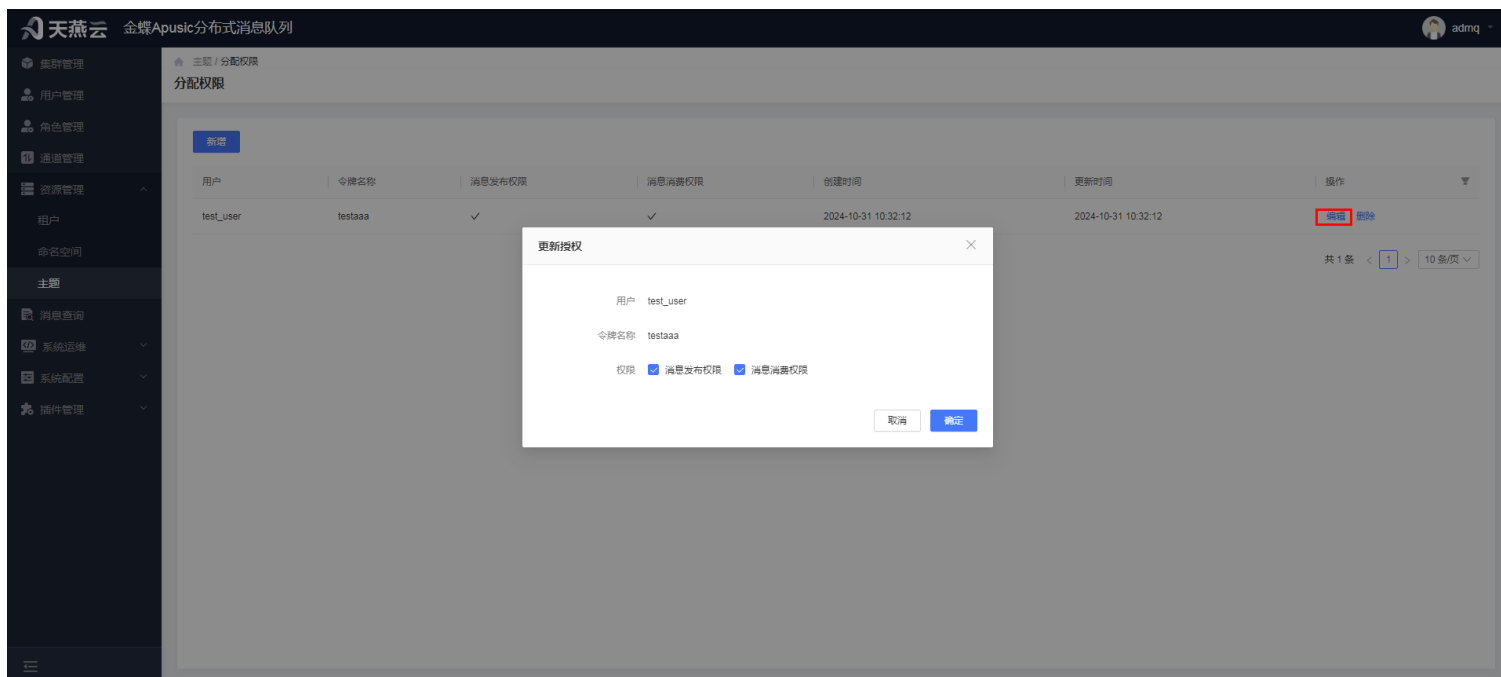 天燕云 金蝶Apusic分布式消息队列 admq
集群管理
用户管理
角色管理
通道管理
资源管理
租户
命名空间
主题
消息查询
系统运维
系统配置
插件管理
主题 / 分配权限
分配权限
新增
用户 令牌名称 消息发布权限 消息消费权限 创建时间 更新时间 操作
test_user testaaa 2024-10-31 10:32:12 2024-10-31 10:32:12 编辑 删除
共 1 条 < 1 > 10 条/页
更新授权
用户 test_user
令牌名称 testaaa
权限 消息发布权限 消息消费权限
取消 确定